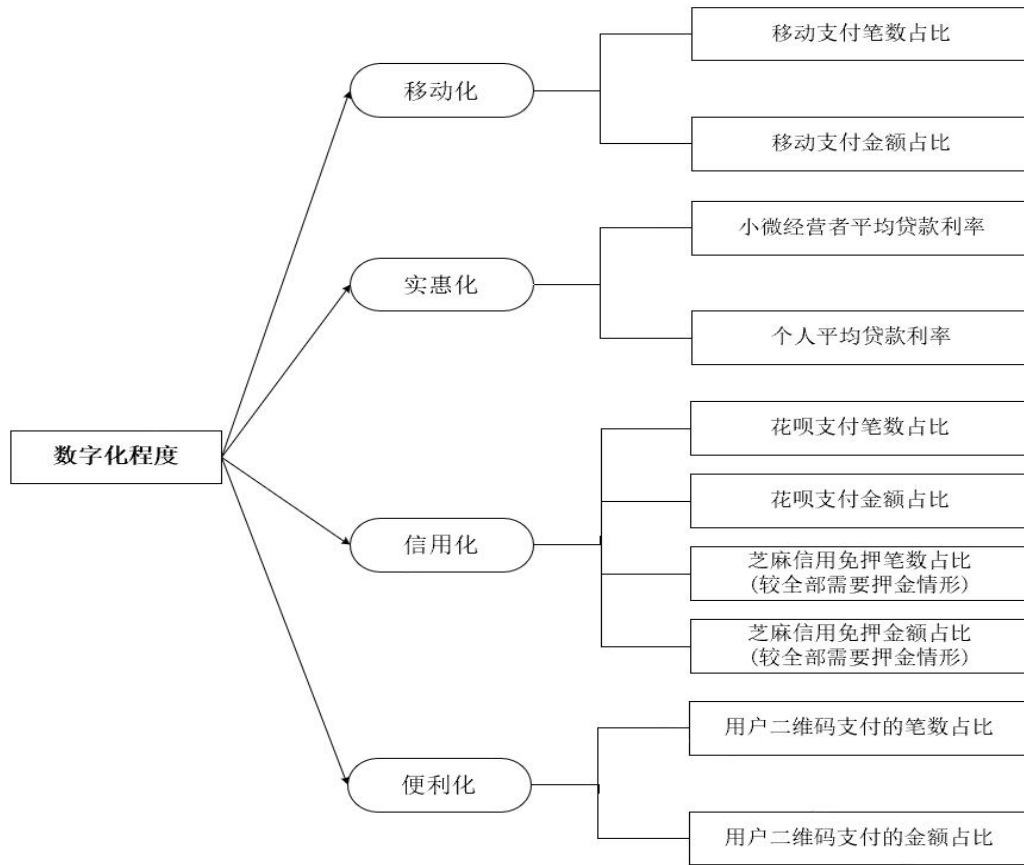 移动支付笔数占比
移动化
移动支付金额占比
小微经营者平均贷款利率
实惠化
个人平均贷款利率
数字化程度
花呗支付笔数占比
花呗支付金额占比
信用化
芝麻信用免押笔数占比
(较全部需要押金情形)
芝麻信用免押金额占比
(较全部需要押金情形)
用户二维码支付的笔数占比
便利化
用户二维码支付的金额占比